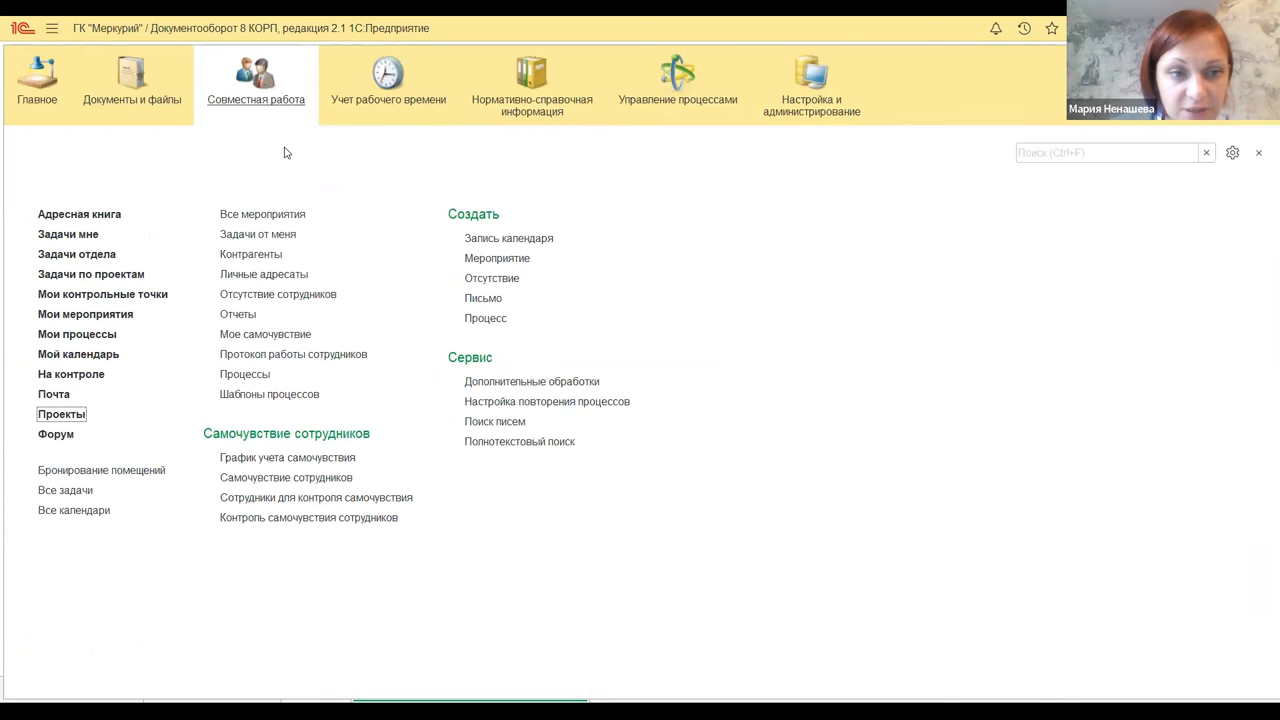 1С
ГК "Меркурий" / Документооборот 8 КОРП, редакция 2.1 1С:Предприятие
Мария Ненашева
Главное
Документы и файлы
Совместная работа
Учет рабочего времени
Нормативно-справочная
информация
Управление процессами
Настройка и
администрирование
Поиск (Ctrl+F)
Адресная книга
Задачи мне
Задачи отдела
Задачи по проектам
Мои контрольные точки
Мои мероприятия
Мои процессы
Мой календарь
На контроле
Почта
Проекты
Форум
Бронирование помещений
Все задачи
Все календари
Все мероприятия
Задачи от меня
Контрагенты
Личные адресаты
Отсутствие сотрудников
Отчеты
Мое самочувствие
Протокол работы сотрудников
Процессы
Шаблоны процессов
Самочувствие сотрудников
График учета самочувствия
Самочувствие сотрудников
Сотрудники для контроля самочувствия
Контроль самочувствия сотрудников
Создать
Запись календаря
Мероприятие
Отсутствие
Письмо
Процесс
Сервис
Дополнительные обработки
Настройка повторения процессов
Поиск писем
Полнотекстовый поиск